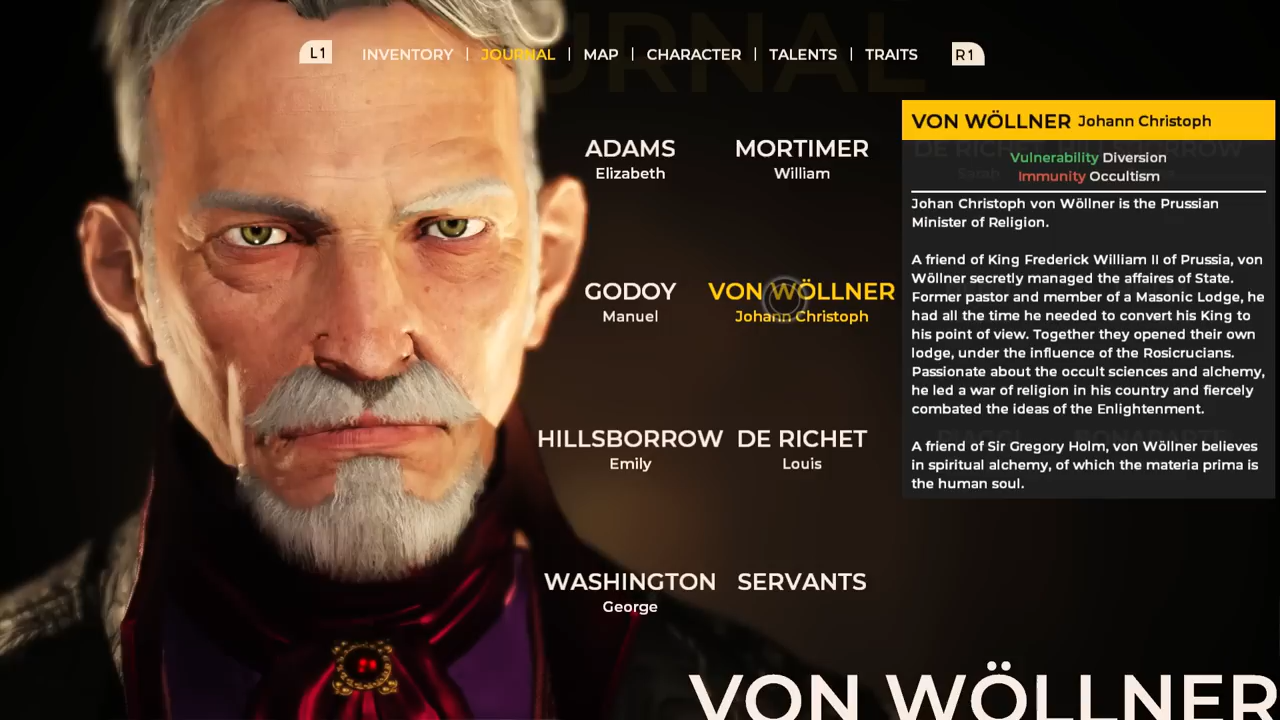 L1 INVENTORY | JOURNAL | MAP | CHARACTER | TALENTS | TRAITS R1
ADAMS
Elizabeth
MORTIMER
William
GODOY
Manuel
VON WÖLLNER
Johann Christoph
HILLSBORROW
Emily
DE RICHET
Louis
WASHINGTON
George
SERVANTS
VON WÖLLNER Johann Christoph
Vulnerability Diversion
Immunity Occultism
Johan Christoph von Wöllner is the Prussian
Minister of Religion.
A friend of King Frederick William II of Prussia, von
Wöllner secretly managed the affaires of State.
Former pastor and member of a Masonic Lodge, he
had all the time he needed to convert his King to
his point of view. Together they opened their own
lodge, under the influence of the Rosicrucians.
Passionate about the occult sciences and alchemy,
he led a war of religion in his country and fiercely
combated the ideas of the Enlightenment.
A friend of Sir Gregory Holm, von Wöllner believes
in spiritual alchemy, of which the materia prima is
the human soul.
VON WÖLLNER